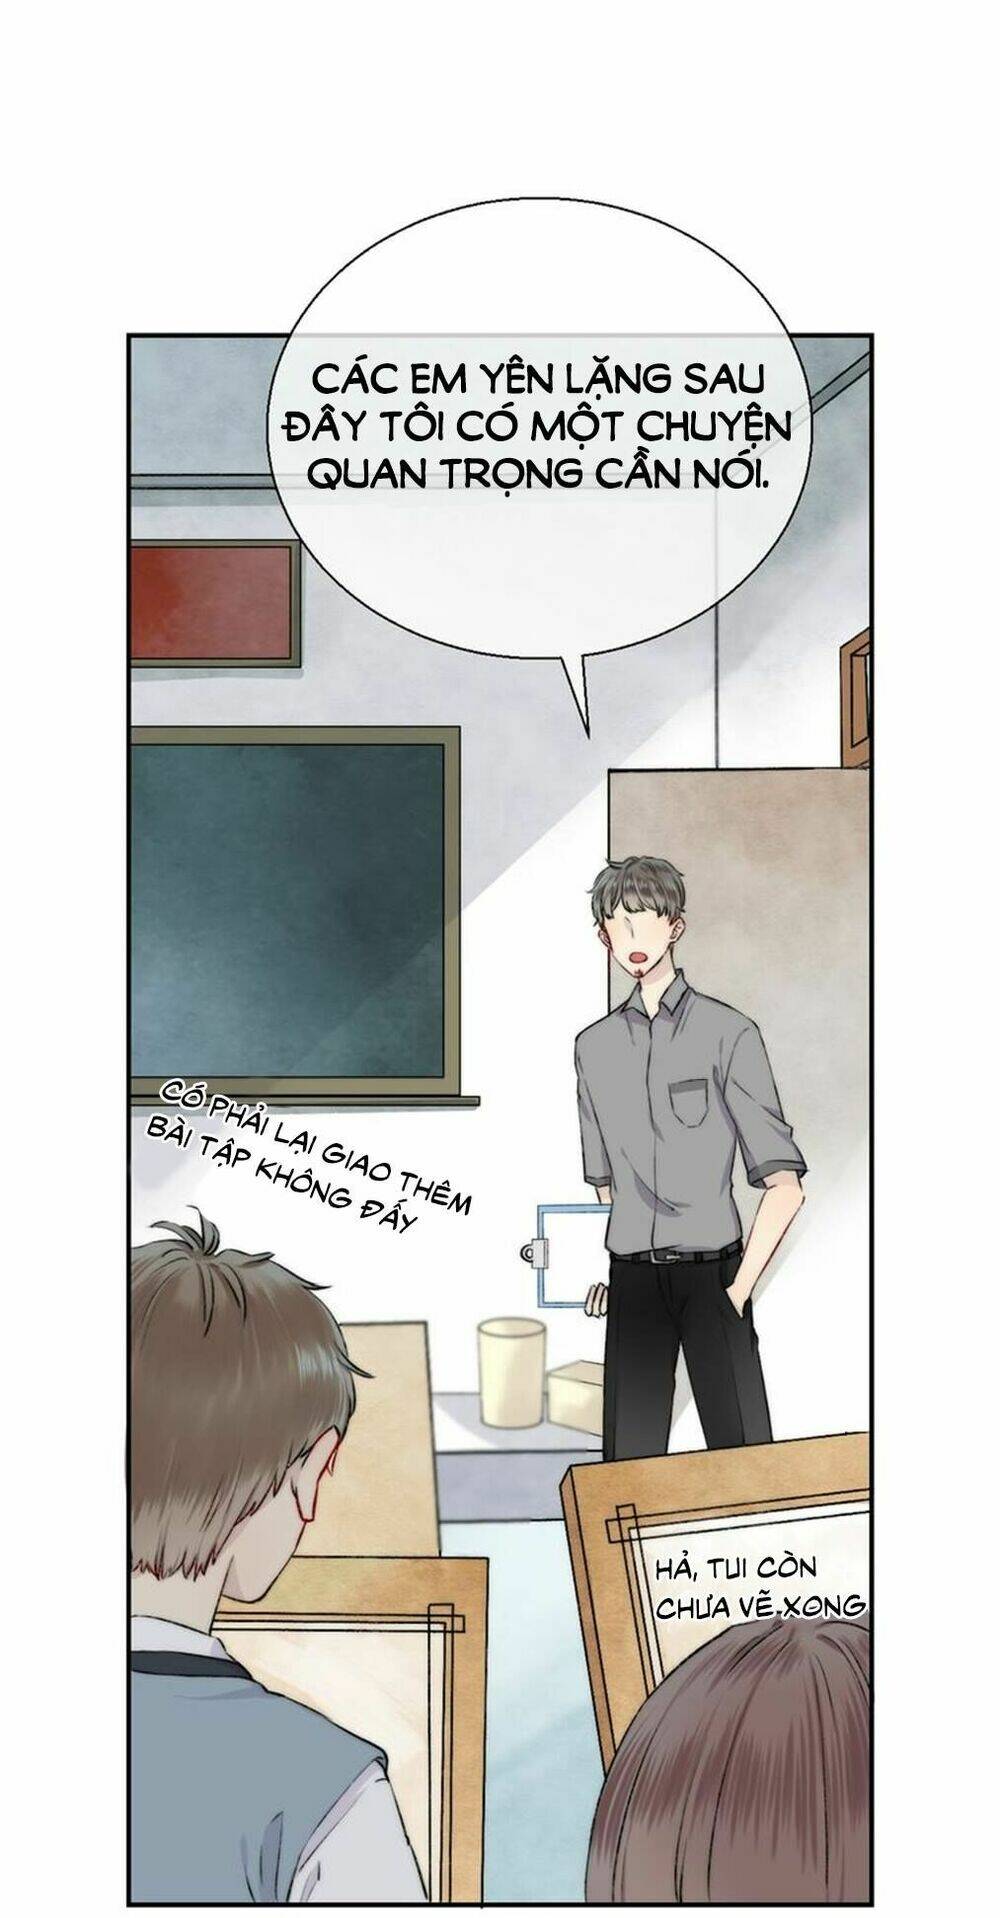 CÁC EM YÊN LẶNG SAU
ĐÂY TÔI CÓ MỘT CHUYỆN
QUAN TRỌNG CẦN NÓI.
CÓ PHẢI LẠI GIAO THÊM
BÀI TẬP KHÔNG ĐẤY
HẢ, TUI CÒN
CHƯA VẼ XONG